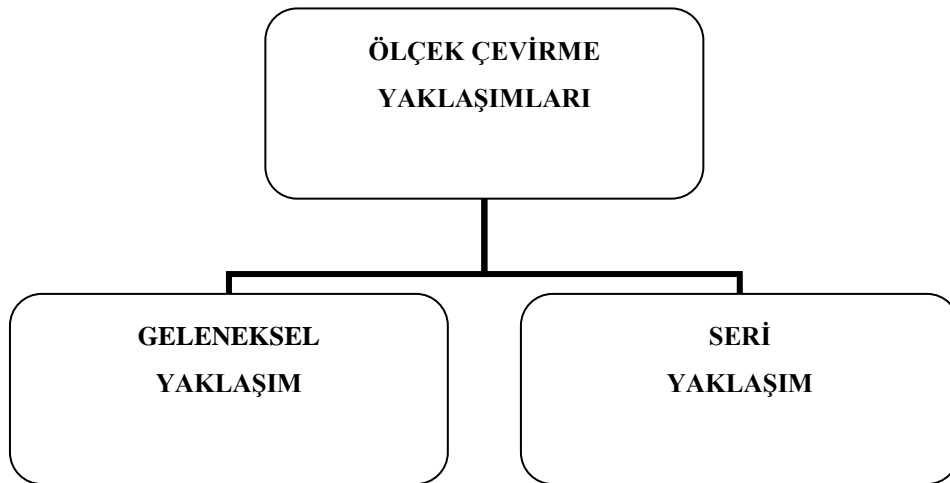 ÖLÇEK ÇEVİRME
YAKLAŞIMLARI
GELENEKSEL
YAKLAŞIM
SERİ
YAKLAŞIM